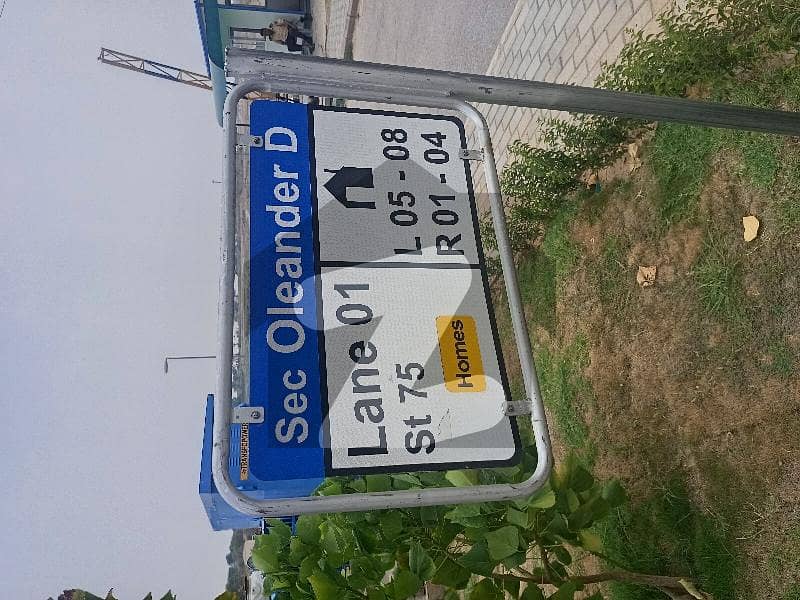 Sec Oleander D
Lane 01
St 75
Homes
L 05 - 08
R 01 - 04